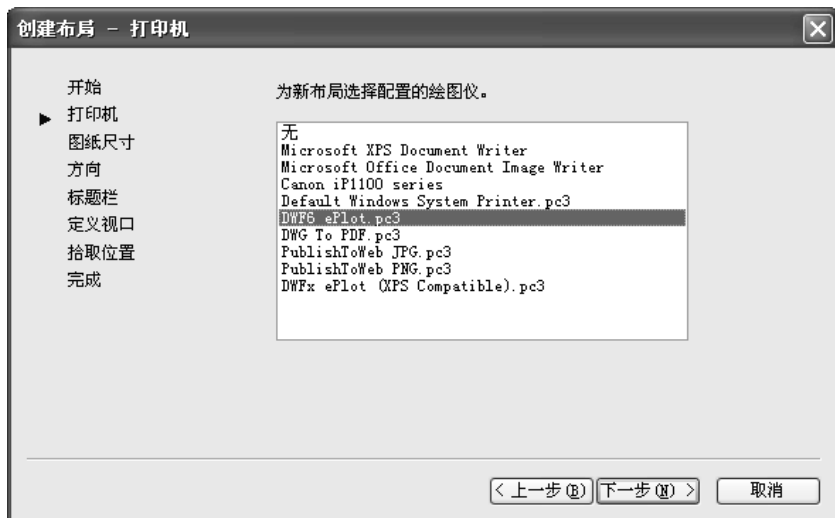 创建布局 - 打印机
开始
打印机
图纸尺寸
方向
标题栏
定义视口
拾取位置
完成
为新布局选择配置的绘图仪。
无
Microsoft XPS Document Writer
Microsoft Office Document Image Writer
Canon iP1100 series
Default Windows System Printer.pc3
DWF6 ePlot.pc3
DWG To PDF.pc3
PublishToWeb JPG.pc3
PublishToWeb PNG.pc3
DWFx ePlot (XPS Compatible).pc3
< 上一步(B) 下一步(N) > 取消